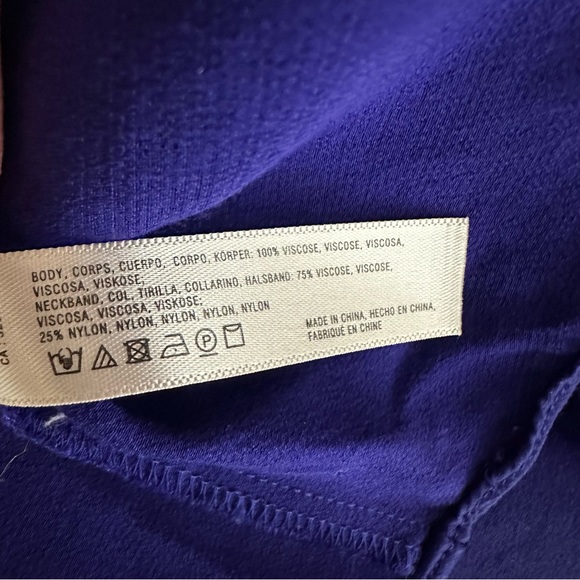 BODY, CORPS, CUERPO, CORPO, KÖRPER: 100% VISCOSE, VISCOSE, VISCOSA,
VISCOSA, VISKOSE;
NECKBAND, COL, TIRILLA, COLLARINO, HALSBAND: 75% VISCOSE, VISCOSE,
VISCOSA, VISCOSA, VISKOSE;
25% NYLON, NYLON, NYLON, NYLON, NYLON
MADE IN CHINA, HECHO EN CHINA,
FABRIQUÉ EN CHINE
P
CA